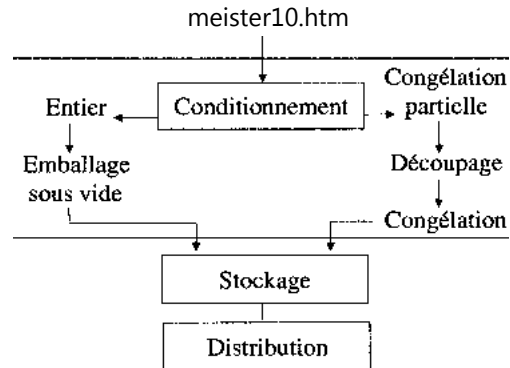 meister10.htm
Conditionnement
Entier
Emballage
sous vide
Congélation
partielle
Découpage
Congélation
Stockage
Distribution